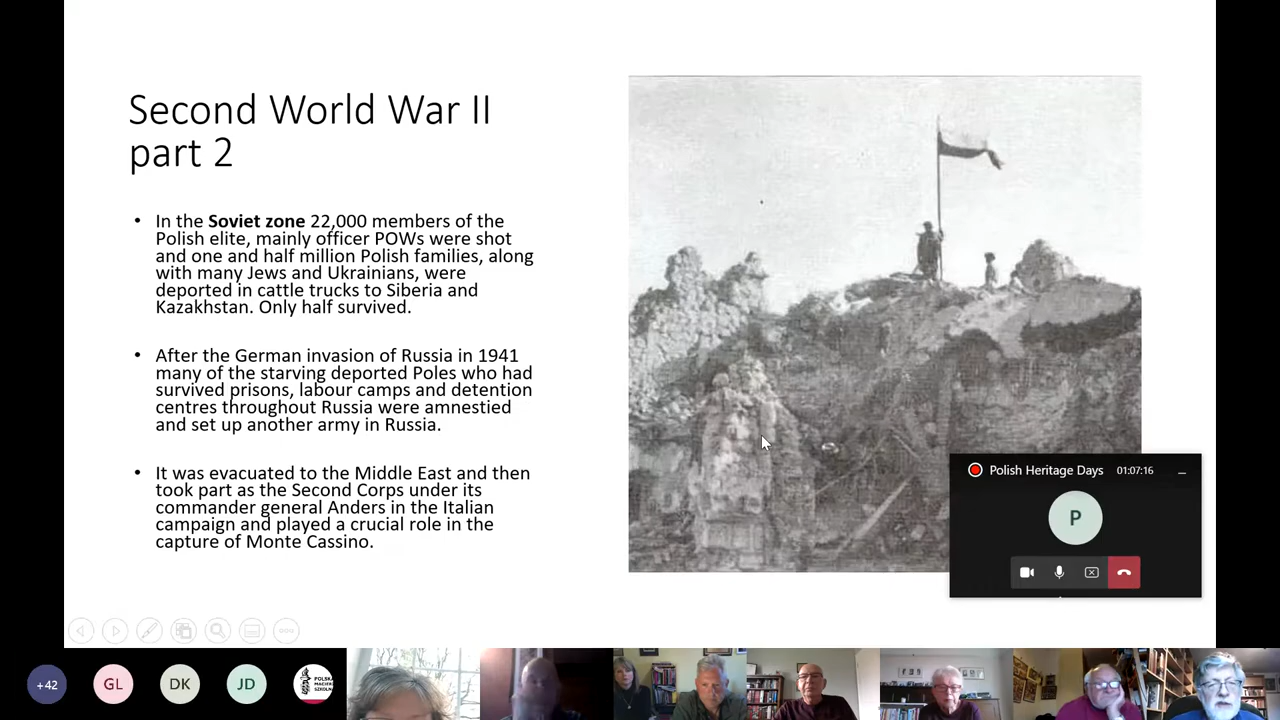 Second World War II
part 2
• In the Soviet zone 22,000 members of the
Polish elite, mainly officer POWs were shot
and one and half million Polish families, along
with many Jews and Ukrainians, were
deported in cattle trucks to Siberia and
Kazakhstan. Only half survived.
• After the German invasion of Russia in 1941
many of the starving deported Poles who had
survived prisons, labour camps and detention
centres throughout Russia were amnestied
and set up another army in Russia.
• It was evacuated to the Middle East and then
took part as the Second Corps under its
commander general Anders in the Italian
campaign and played a crucial role in the
capture of Monte Cassino.
Polish Heritage Days 01:07:16
P
+42 GL DK JD
POLSKA